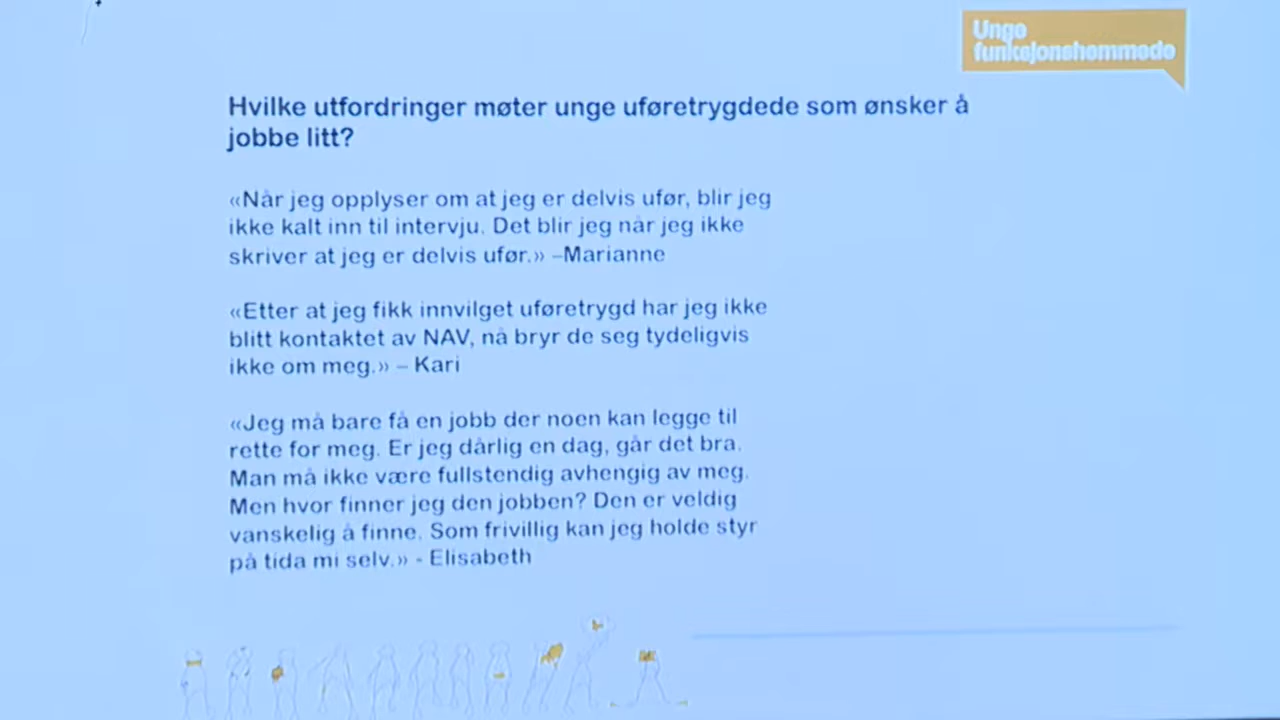 Unge
funksjonshemmede
Hvilke utfordringer møter unge uføretrygdede som ønsker å
jobbe litt?
«Når jeg opplyser om at jeg er delvis ufør, blir jeg
ikke kalt inn til intervju. Det blir jeg når jeg ikke
skriver at jeg er delvis ufør.» –Marianne
«Etter at jeg fikk innvilget uføretrygd har jeg ikke
blitt kontaktet av NAV, nå bryr de seg tydeligvis
ikke om meg.» – Kari
«Jeg må bare få en jobb der noen kan legge til
rette for meg. Er jeg dårlig en dag, går det bra.
Man må ikke være fullstendig avhengig av meg.
Men hvor finner jeg den jobben? Den er veldig
vanskelig å finne. Som frivillig kan jeg holde styr
på tida mi selv.» - Elisabeth